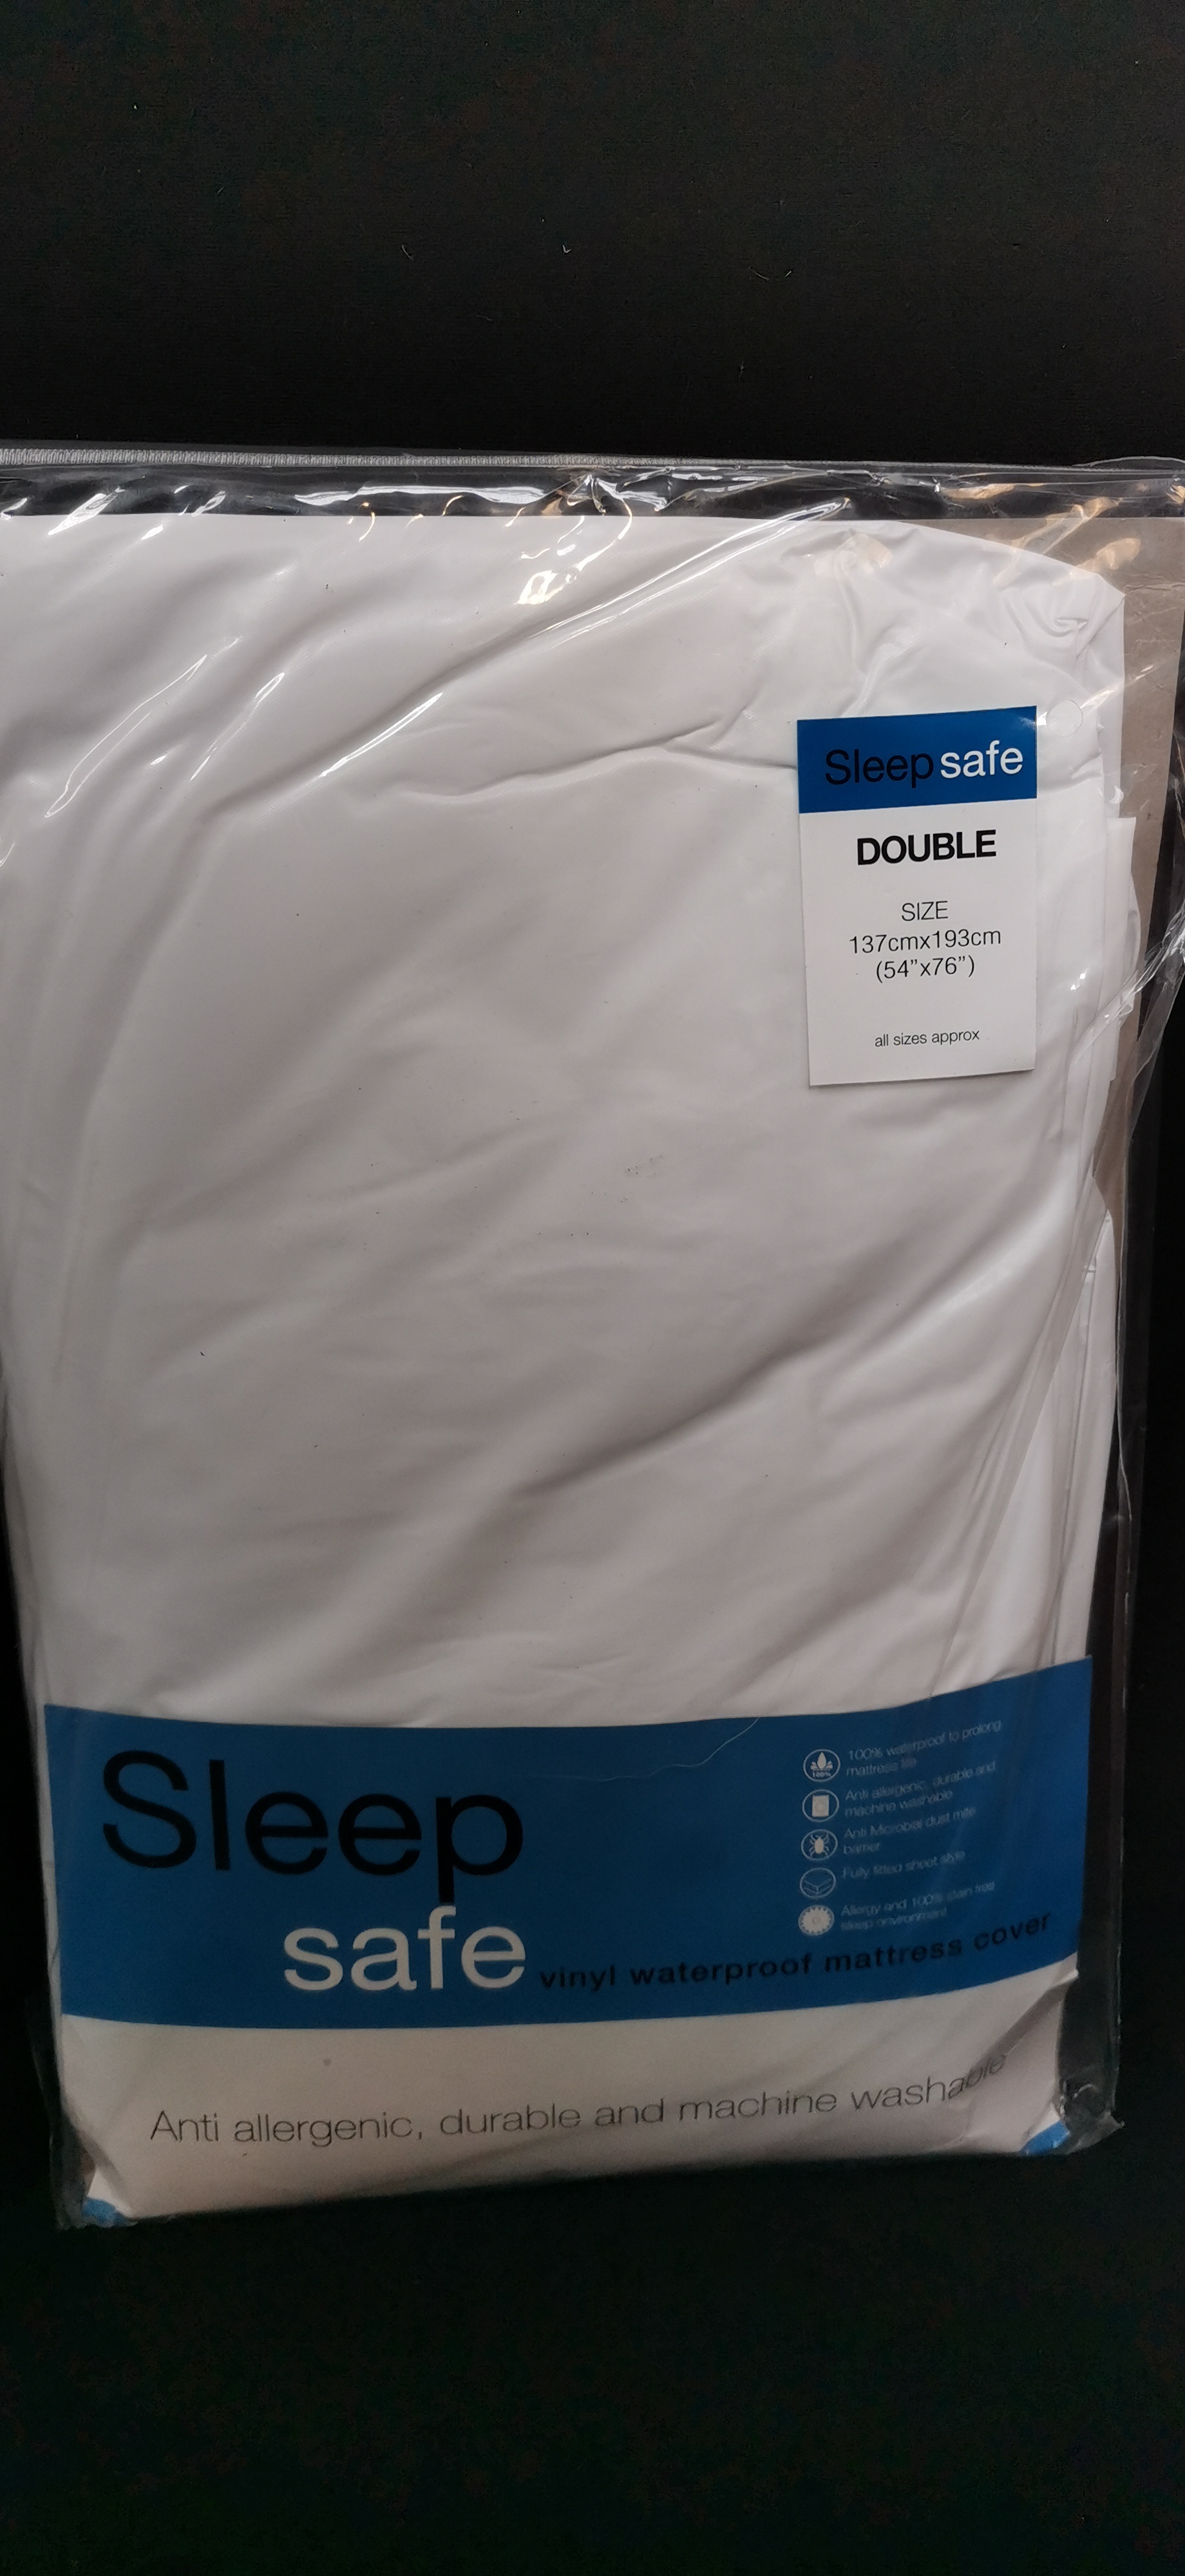 Sleep safe
DOUBLE
SIZE
137cmx193cm
(54”x76”)
all sizes approx
Sleep
safe
vinyl waterproof mattress cover
100%
100% waterproof to prolong
mattress life
Anti allergenic, durable and
machine washable
Anti Microbial dust mite
barrier
Fully fitted sheet style
Allergy and 100% stain free
sleep environment
Anti allergenic, durable and machine washable